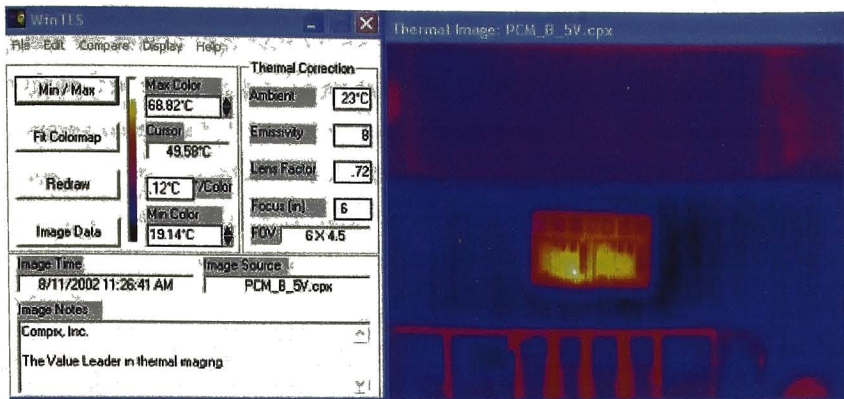 WinTES
Thermal Image: PCM_B_5V.cpx
File Edit Compare Display Help
Min / Max
Max Color
68.82°C
Thermal Correction
Ambient 23°C
Fit Colormap
Cursor
49.58°C
Emissivity 8
Redraw
.12°C °/Color
Lens Factor .72
Image Data
Min Color
19.14°C
Focus (in) 6
FOV 6 X 4.5
Image Time
8/11/2002 11:26:41 AM
Image Source
PCM_B_5V.cpx
Image Notes
Compix, Inc.
The Value Leader in thermal imaging